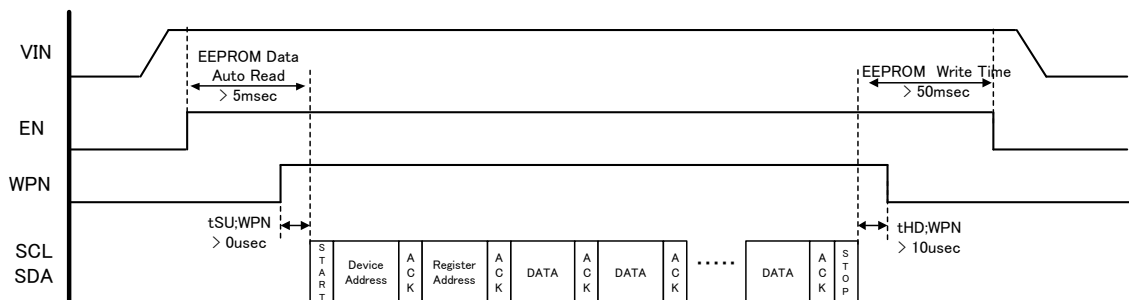 VIN
EEPROM Data
Auto Read
> 5msec
EEPROM Write Time
> 50msec
EN
WPN
tSU;WPN
> 0usec
tHD;WPN
> 10usec
SCL
SDA
START
Device
Address
ACK
Register
Address
ACK
DATA
ACK
DATA
ACK
·····
DATA
ACK
STOP